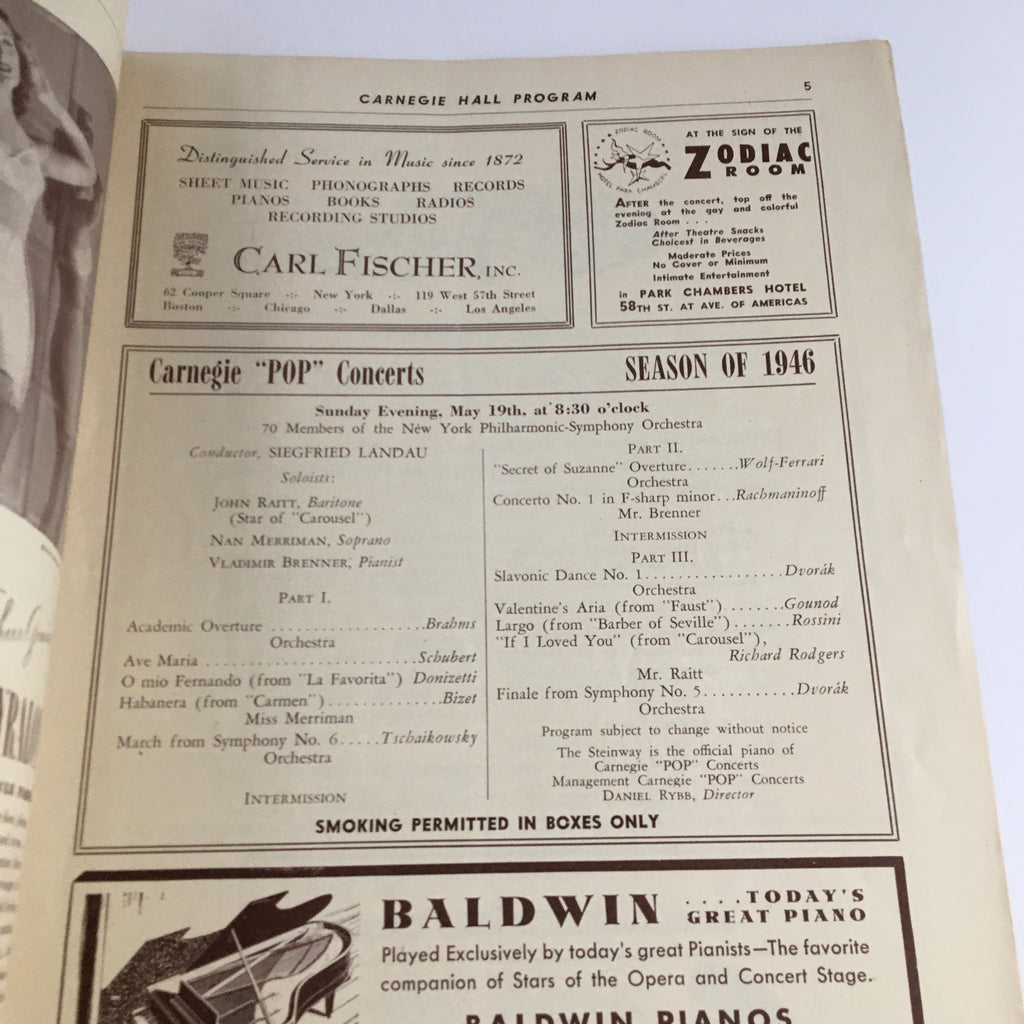 CARNEGIE HALL PROGRAM
5
Distinguished Service in Music since 1872
SHEET MUSIC PHONOGRAPHS RECORDS
PIANOS BOOKS RADIOS
RECORDING STUDIOS
CARL FISCHER, INC.
62 Cooper Square -:- New York -:- 119 West 57th Street
Boston -:- Chicago -:- Dallas -:- Los Angeles
ZODIAC ROOM
HOTEL PARK CHAMBERS
AT THE SIGN OF THE
ZODIAC
ROOM
AFTER the concert, top off the
evening at the gay and colorful
Zodiac Room . . .
After Theatre Snacks
Choicest in Beverages
Moderate Prices
No Cover or Minimum
Intimate Entertainment
in PARK CHAMBERS HOTEL
58TH ST. AT AVE. OF AMERICAS
Carnegie "POP" Concerts SEASON OF 1946
Sunday Evening, May 19th, at 8:30 o'clock
70 Members of the New York Philharmonic-Symphony Orchestra
Conductor, SIEGFRIED LANDAU
Soloists:
JOHN RAITT, Baritone
(Star of "Carousel")
NAN MERRIMAN, Soprano
VLADIMIR BRENNER, Pianist
PART I.
Academic Overture ....................Brahms
Orchestra
Ave Maria ........................Schubert
O mio Fernando (from "La Favorita") Donizetti
Habanera (from "Carmen") .............Bizet
Miss Merriman
March from Symphony No. 6.....Tschaikowsky
Orchestra
INTERMISSION
PART II.
"Secret of Suzanne" Overture.......Wolf-Ferrari
Orchestra
Concerto No. 1 in F-sharp minor...Rachmaninoff
Mr. Brenner
INTERMISSION
PART III.
Slavonic Dance No. 1.................Dvorák
Orchestra
Valentine's Aria (from "Faust")........Gounod
Largo (from "Barber of Seville").......Rossini
"If I Loved You" (from "Carousel"),
Richard Rodgers
Mr. Raitt
Finale from Symphony No. 5...........Dvorák
Orchestra
Program subject to change without notice
The Steinway is the official piano of
Carnegie "POP" Concerts
Management Carnegie "POP" Concerts
DANIEL RYBB, Director
SMOKING PERMITTED IN BOXES ONLY
BALDWIN ....TODAY'S
GREAT PIANO
Played Exclusively by today's great Pianists—The favorite
companion of Stars of the Opera and Concert Stage.
BALDWIN PIANOS